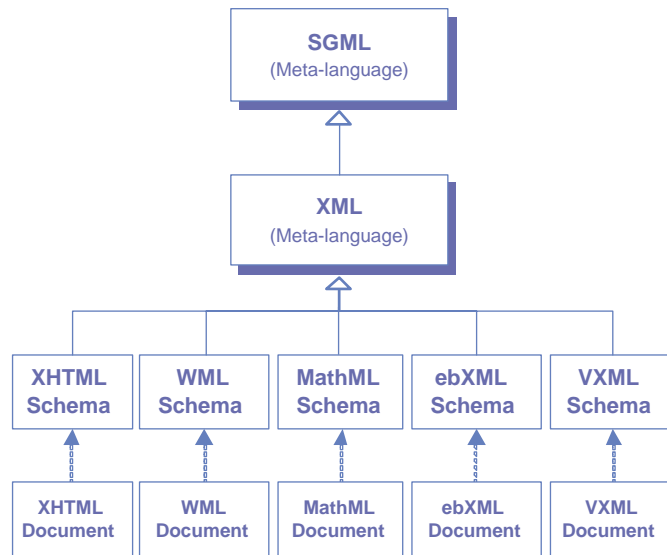 SGML
(Meta-language)
XML
(Meta-language)
XHTML
Schema
WML
Schema
MathML
Schema
ebXML
Schema
VXML
Schema
XHTML
Document
WML
Document
MathML
Document
ebXML
Document
VXML
Document